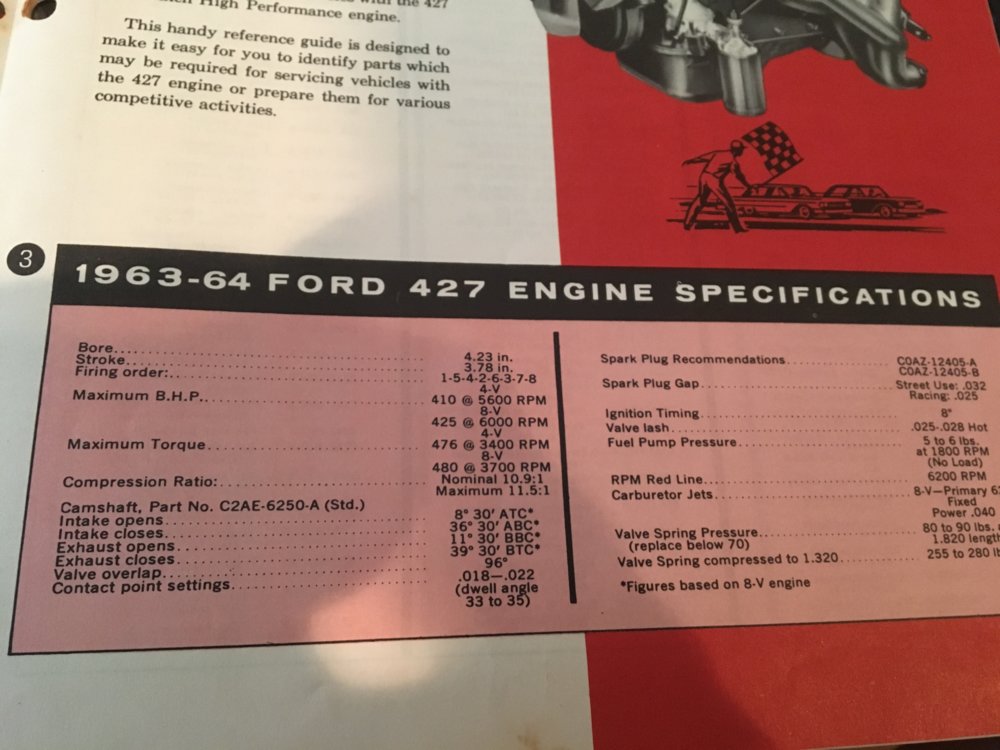 with the 427
High Performance engine.
This handy reference guide is designed to
make it easy for you to identify parts which
may be required for servicing vehicles with
the 427 engine or prepare them for various
competitive activities.
3
1963-64 FORD 427 ENGINE SPECIFICATIONS
Bore 4.23 in.
Stroke 3.78 in.
Firing order: 1-5-4-2-6-3-7-8
4-V
Maximum B.H.P. 410 @ 5600 RPM
8-V
425 @ 6000 RPM
4-V
Maximum Torque 476 @ 3400 RPM
8-V
480 @ 3700 RPM
Compression Ratio: Nominal 10.9:1
Maximum 11.5:1
Camshaft, Part No. C2AE-6250-A (Std.)
Intake opens 8° 30′ ATC*
Intake closes 36° 30′ ABC*
Exhaust opens 11° 30′ BBC*
Exhaust closes 39° 30′ BTC*
Valve overlap 96°
Contact point settings .018—.022
(dwell angle
33 to 35)
Spark Plug Recommendations C0AZ-12405-A
C0AZ-12405-B
Spark Plug Gap Street Use: .032
Racing: .025
Ignition Timing 8°
Valve lash .025-.028 Hot
Fuel Pump Pressure 5 to 6 lbs.
at 1800 RPM
(No Load)
RPM Red Line 6200 RPM
Carburetor Jets 8-V—Primary
Fixed
Power .040
Valve Spring Pressure 80 to 90 lbs.
(replace below 70) 1.820 length
Valve Spring compressed to 1.320 255 to 280
*Figures based on 8-V engine